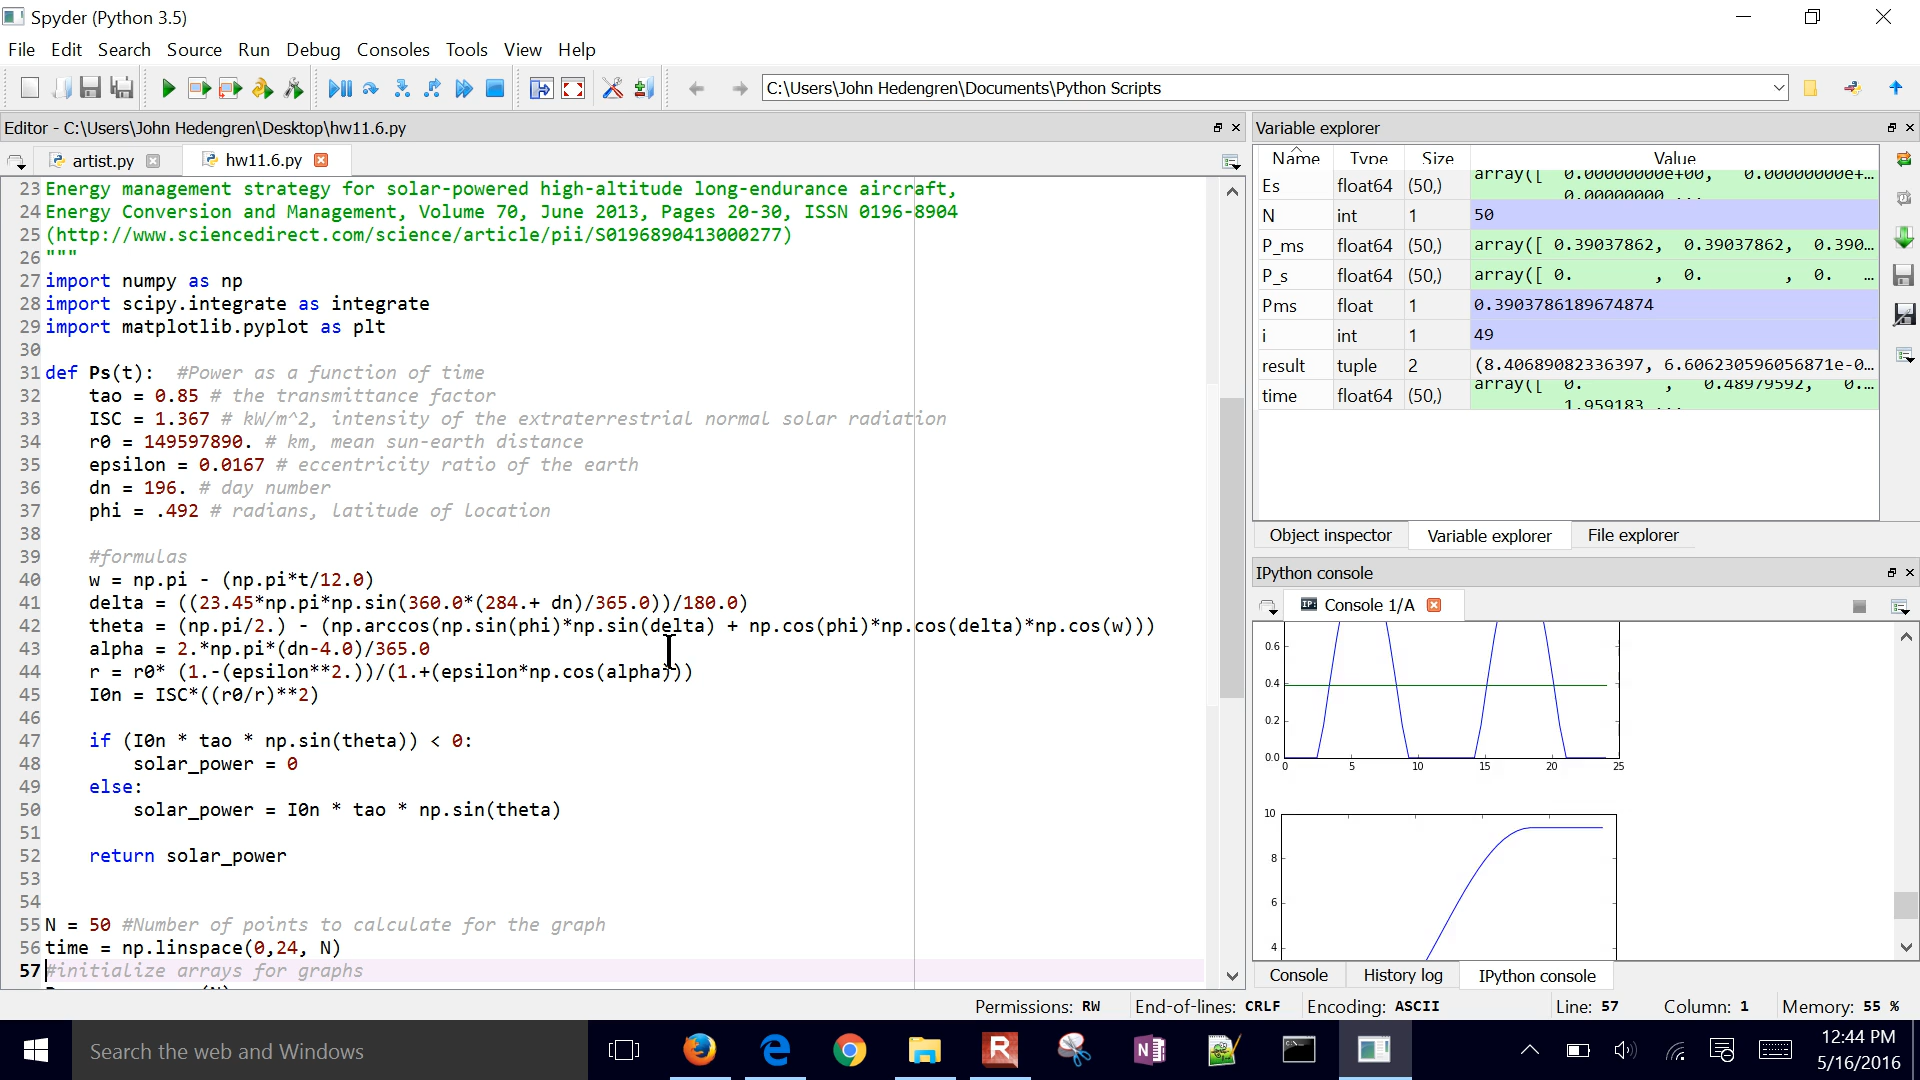 Spyder (Python 3.5)
File Edit Search Source Run Debug Consoles Tools View Help
C:\Users\John Hedengren\Documents\Python Scripts
Editor - C:\Users\John Hedengren\Desktop\hw11.6.py
artist.py
hw11.6.py
23 Energy management strategy for solar-powered high-altitude long-endurance aircraft,
24 Energy Conversion and Management, Volume 70, June 2013, Pages 20-30, ISSN 0196-8904
25 (http://www.sciencedirect.com/science/article/pii/S0196890413000277)
26 """
27 import numpy as np
28 import scipy.integrate as integrate
29 import matplotlib.pyplot as plt
30
31 def Ps(t):  #Power as a function of time
32     tao = 0.85 # the transmittance factor
33     ISC = 1.367 # kW/m^2, intensity of the extraterrestrial normal solar radiation
34     r0 = 149597890. # km, mean sun-earth distance
35     epsilon = 0.0167 # eccentricity ratio of the earth
36     dn = 196. # day number
37     phi = .492 # radians, latitude of location
38
39     #formulas
40     w = np.pi - (np.pi*t/12.0)
41     delta = ((23.45*np.pi*np.sin(360.0*(284.+ dn)/365.0))/180.0)
42     theta = (np.pi/2.) - (np.arccos(np.sin(phi)*np.sin(delta) + np.cos(phi)*np.cos(delta)*np.cos(w)))
43     alpha = 2.*np.pi*(dn-4.0)/365.0
44     r = r0* (1.-(epsilon**2.))/(1.+(epsilon*np.cos(alpha)))
45     I0n = ISC*((r0/r)**2)
46
47     if (I0n * tao * np.sin(theta)) < 0:
48         solar_power = 0
49     else:
50         solar_power = I0n * tao * np.sin(theta)
51
52     return solar_power
53
54
55 N = 50 #Number of points to calculate for the graph
56 time = np.linspace(0,24, N)
57 #initialize arrays for graphs
Variable explorer
Name Type Size Value
Es float64 (50,) array([ 0.00000000e+00, 0.00000000e+...
0.00000000 ...
N int 1 50
P_ms float64 (50,) array([ 0.39037862, 0.39037862, 0.390...
P_s float64 (50,) array([ 0. , 0. , 0. ...
Pms float 1 0.3903786189674874
i int 1 49
result tuple 2 (8.40689082336397, 6.606230596056871e-0...
time float64 (50,) array([ 0. , 0.48979592, 0....
1.959183 ...
Object inspector Variable explorer File explorer
IPython console
Console 1/A
0.6
0.4
0.2
0.0
0 5 10 15 20 25
10
8
6
4
Console History log IPython console
Permissions: RW End-of-lines: CRLF Encoding: ASCII Line: 57 Column: 1 Memory: 55 %
Search the web and Windows
12:44 PM
5/16/2016